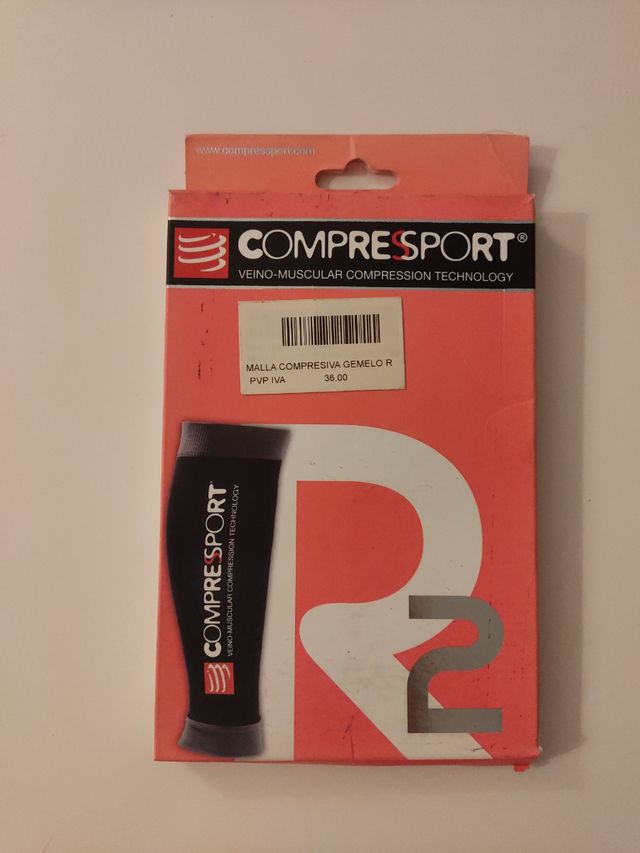 www.compressport.com
COMPRESSPORT®
VEINO-MUSCULAR COMPRESSION TECHNOLOGY
MALLA COMPRESIVA GEMELO R
PVP IVA 36,00
COMPRESSPORT
VEINO-MUSCULAR COMPRESSION TECHNOLOGY
R2